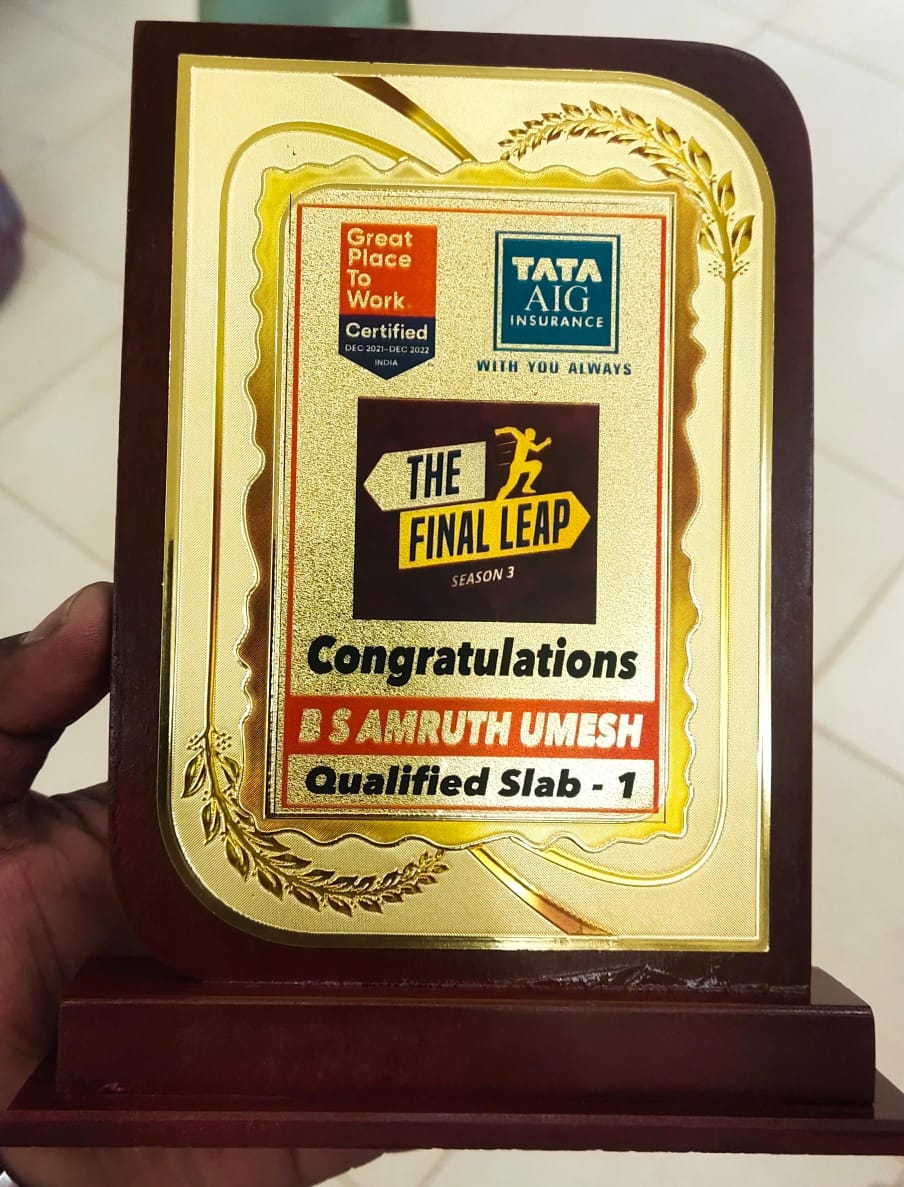 Great
Place
To
Work.
Certified
DEC 2021-DEC 2022
INDIA
TATA
AIG
INSURANCE
WITH YOU ALWAYS
THE
FINAL LEAP
SEASON 3
Congratulations
B S AMRUTH UMESH
Qualified Slab - 1